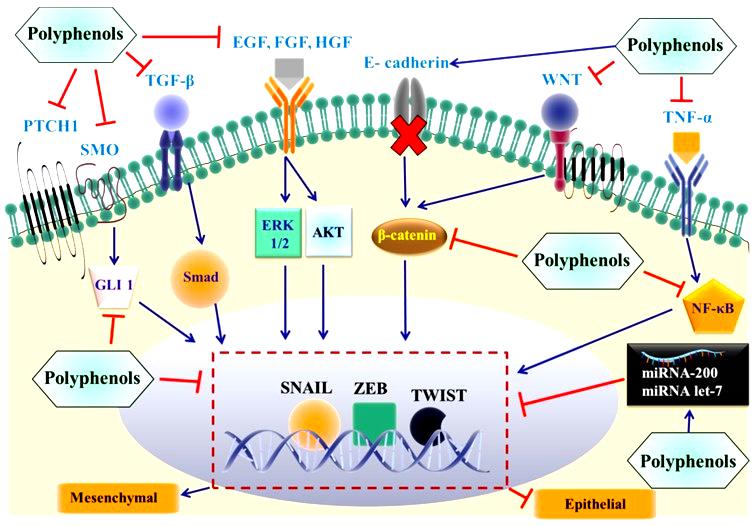 Polyphenols
EGF, FGF, HGF
Polyphenols
E- cadherin
TGF-β
WNT
PTCH1
TNF-α
SMO
ERK
1/2
AKT
β-catenin
Polyphenols
Smad
GLI 1
NF-κB
Polyphenols
miRNA-200
miRNA let-7
SNAIL
ZEB
TWIST
Polyphenols
Mesenchymal
Epithelial